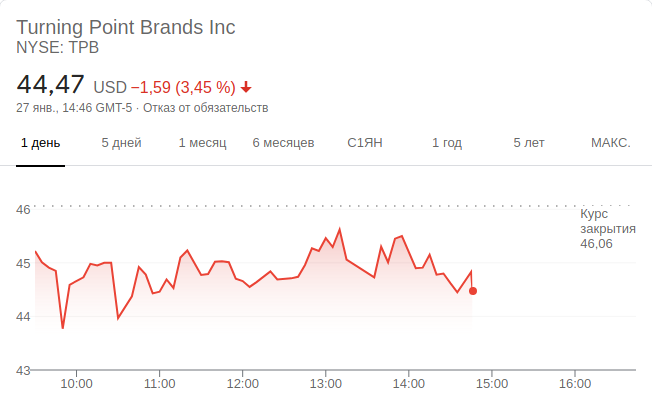 Turning Point Brands Inc
NYSE: TPB
44,47 USD −1,59 (3,45 %)
27 янв., 14:46 GMT-5 · Отказ от обязательств
1 день 5 дней 1 месяц 6 месяцев С1ЯН 1 год 5 лет МАКС.
46
Курс
закрытия
46,06
45
44
43
10:00 11:00 12:00 13:00 14:00 15:00 16:00